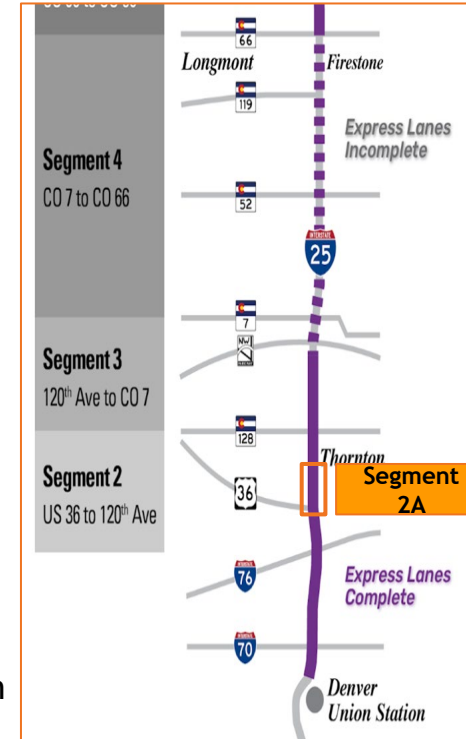 66
Longmont
Firestone
119
Express Lanes
Incomplete
Segment 4
CO 7 to CO 66
52
INTERSTATE
25
7
Segment 3
120th Ave to CO 7
128
Thornton
Segment 2
US 36 to 120th Ave
36
Segment
2A
76
Express Lanes
Complete
70
Denver
Union Station